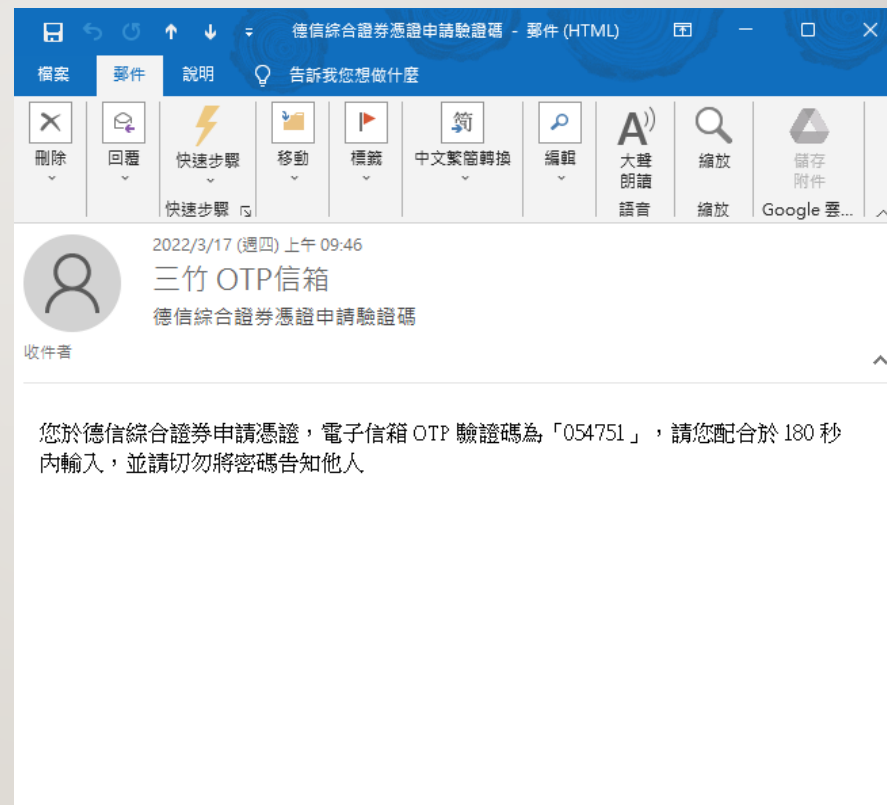 德信綜合證券憑證申請驗證碼 - 郵件 (HTML)
檔案 郵件 說明 告訴我您想做什麼
刪除 回覆 快速步驟 移動 標籤 中文繁簡轉換 編輯 大聲朗讀 縮放 儲存附件
快速步驟 語音 縮放 Google 雲...
2022/3/17 (週四) 上午 09:46
三竹 OTP信箱
德信綜合證券憑證申請驗證碼
收件者
您於德信綜合證券申請憑證，電子信箱 OTP 驗證碼為「054751」，請您配合於 180 秒
內輸入，並請切勿將密碼告知他人